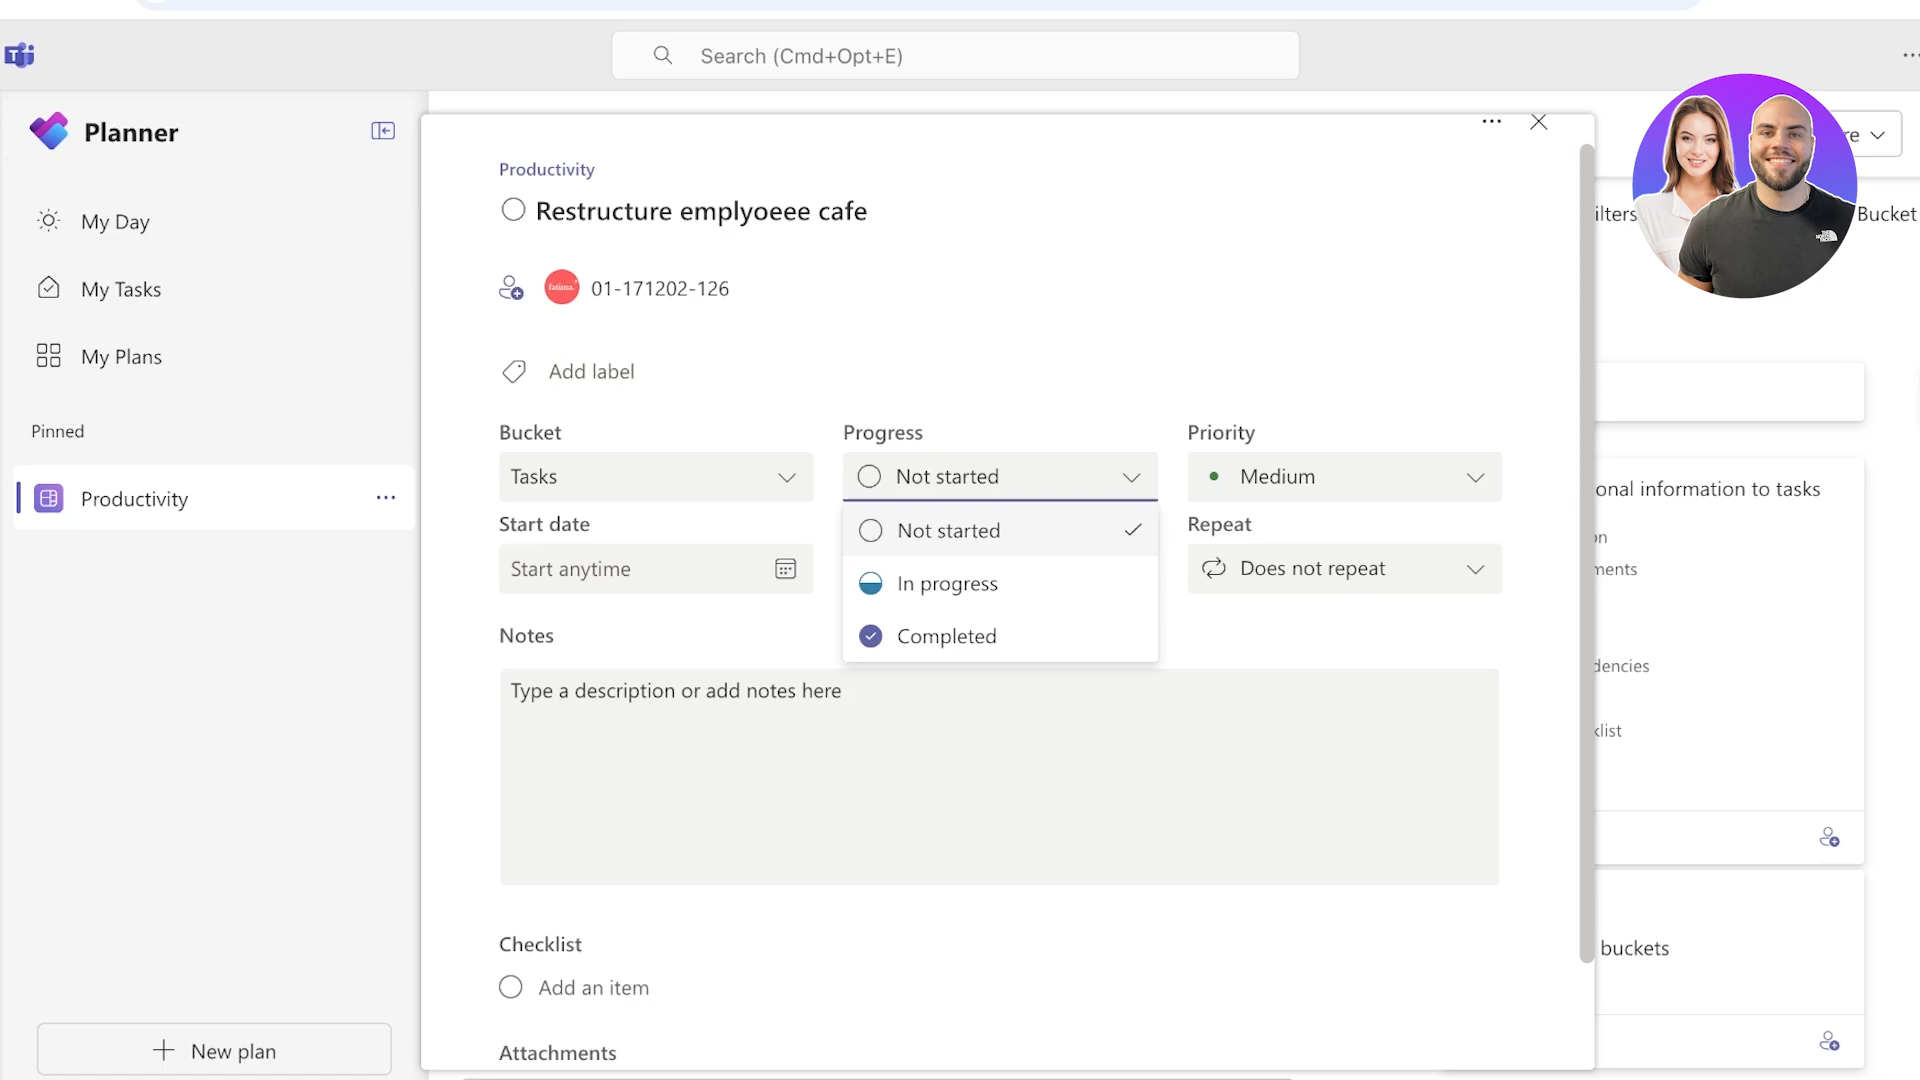 Search (Cmd+Opt+E)
Planner
My Day
My Tasks
My Plans
Pinned
Productivity
New plan
Productivity
Restructure emplyoeee cafe
fatima.
01-171202-126
Add label
Bucket
Progress
Priority
Tasks
Not started
Medium
Start date
Not started
Repeat
Start anytime
In progress
Does not repeat
Completed
Notes
Type a description or add notes here
Checklist
Add an item
Attachments
re
ilters
Bucket
onal information to tasks
on
ments
dencies
klist
buckets